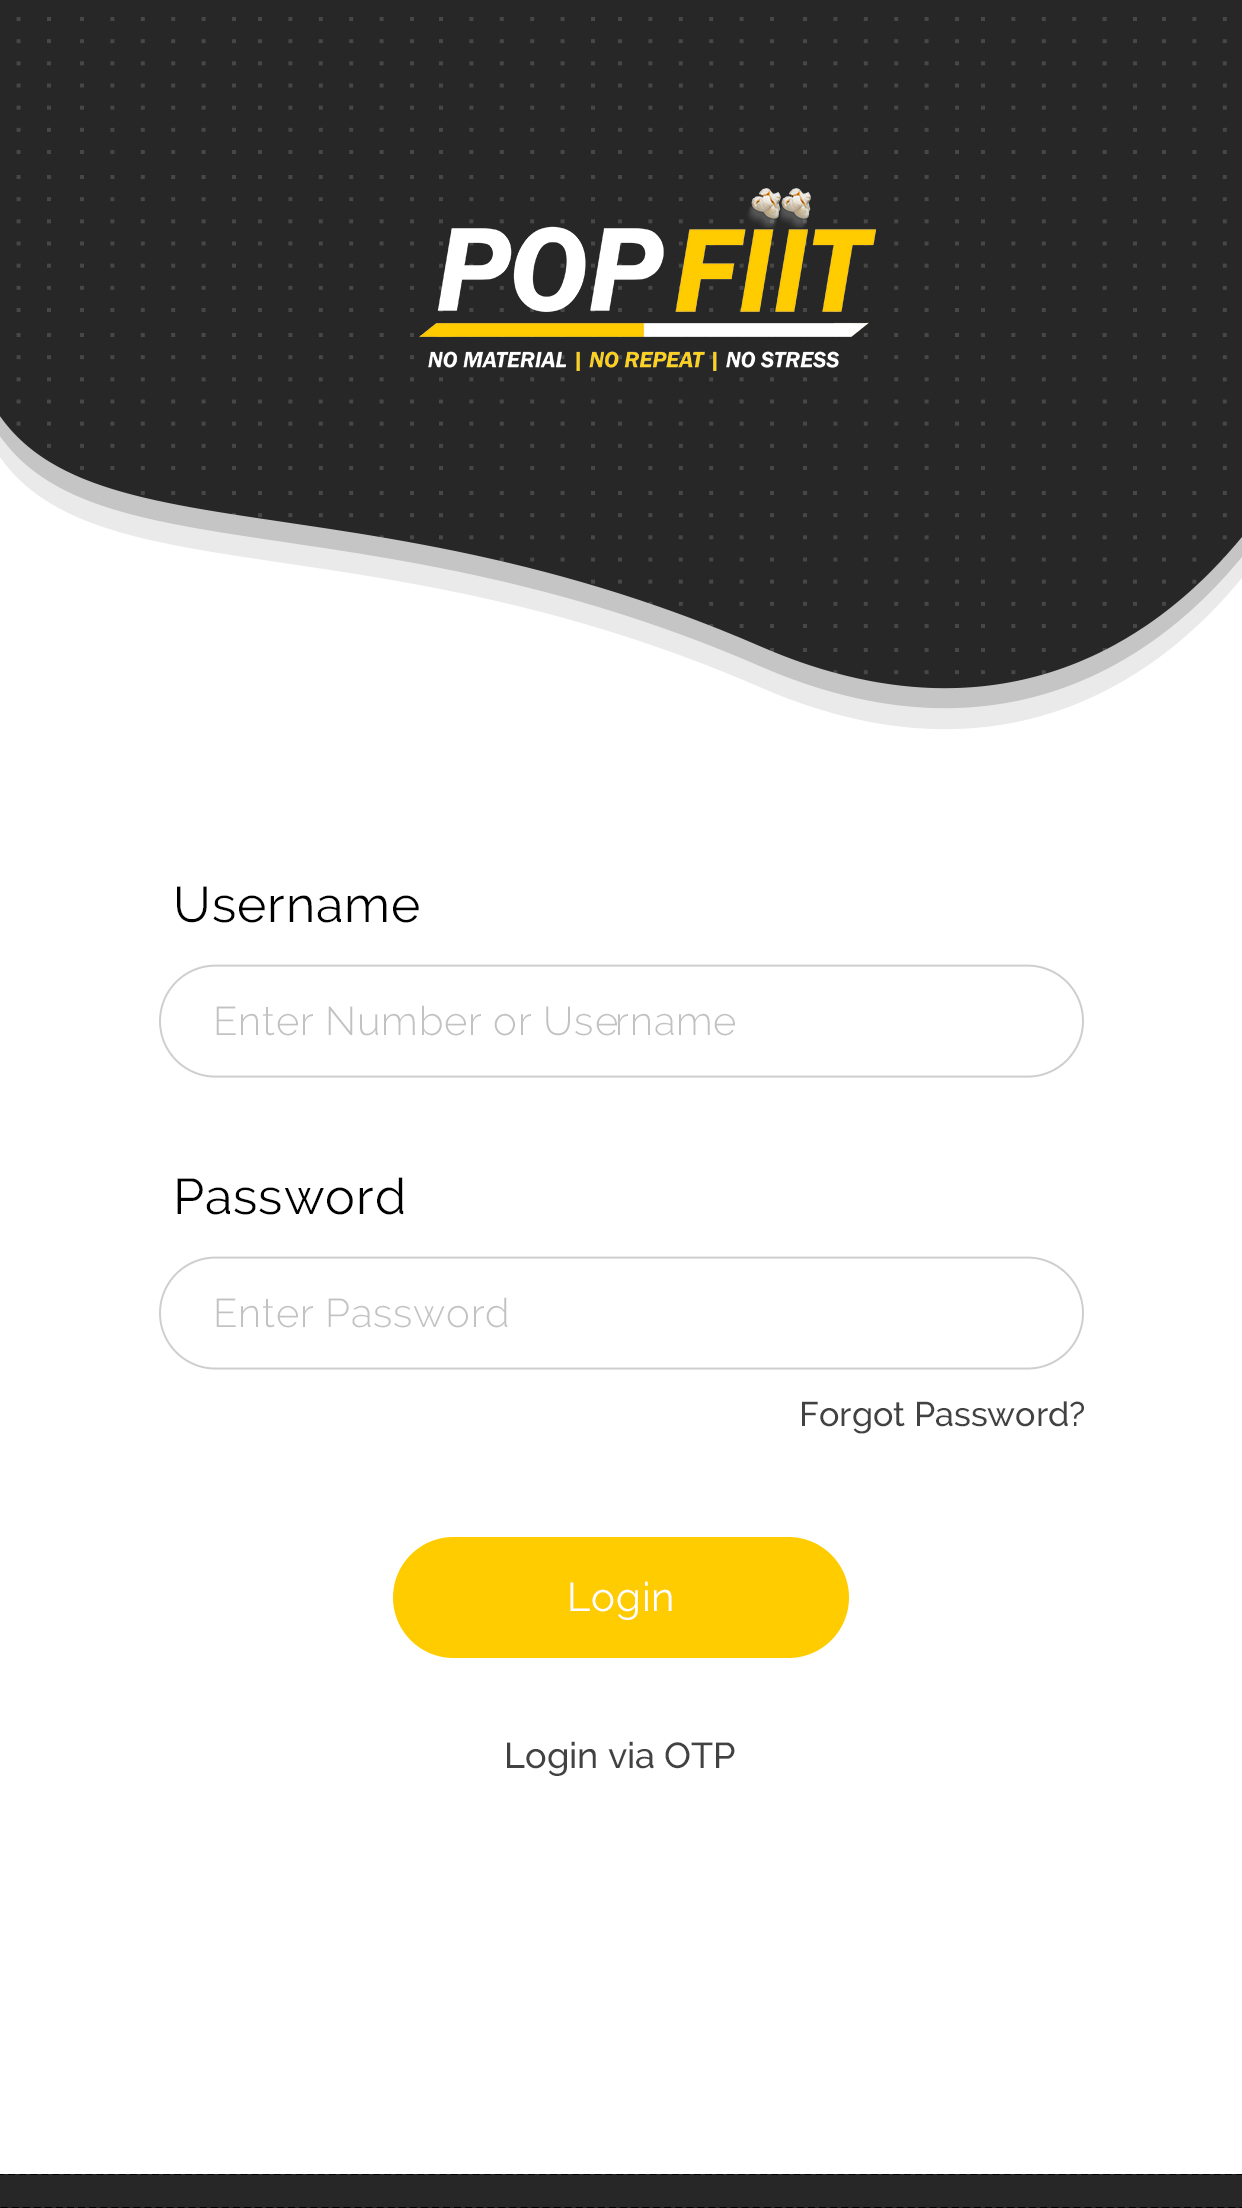 POP FIIT
NO MATERIAL | NO REPEAT | NO STRESS
Username
Enter Number or Username
Password
Enter Password
Forgot Password?
Login
Login via OTP